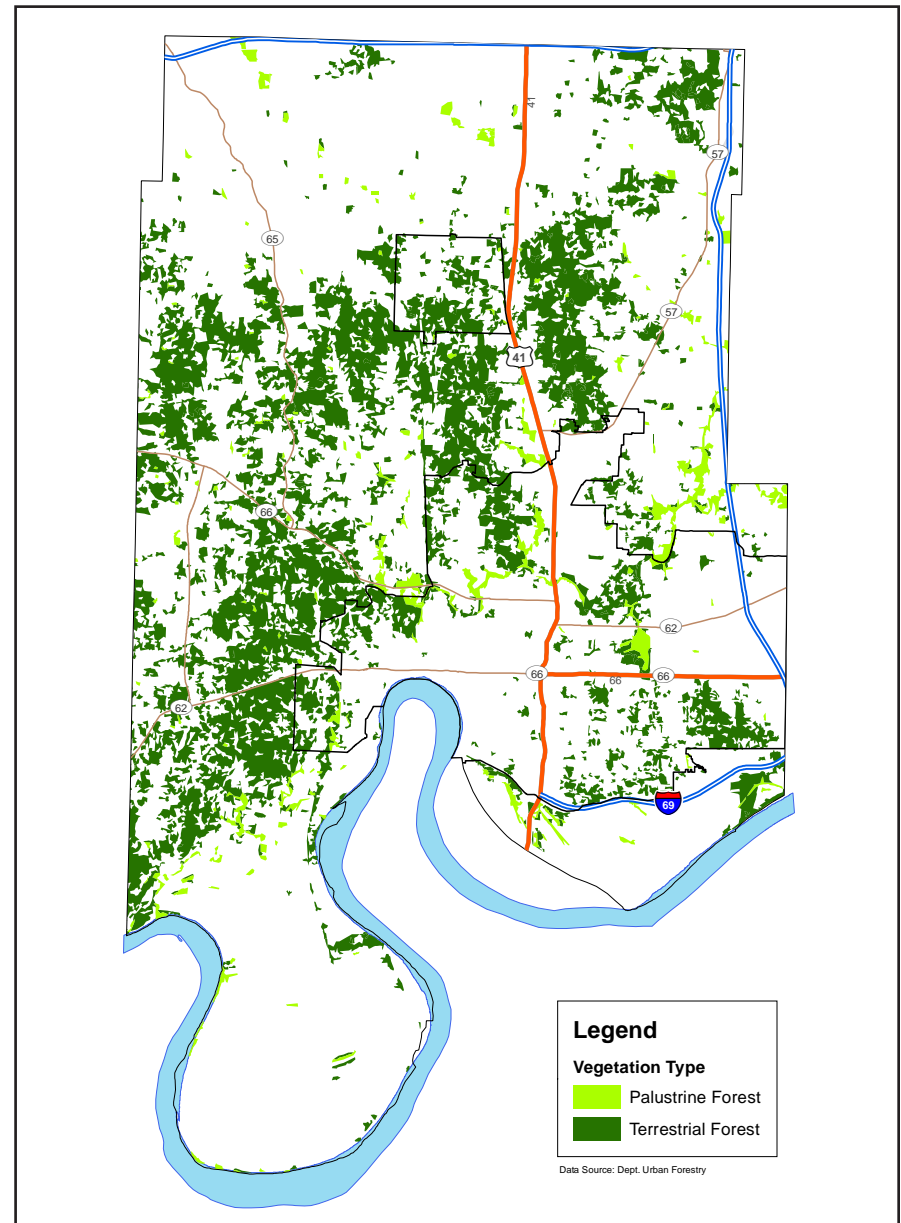 41
57
65
57
41
66
62
66
66
66
62
69
Legend
Vegetation Type
Palustrine Forest
Terrestrial Forest
Data Source: Dept. Urban Forestry